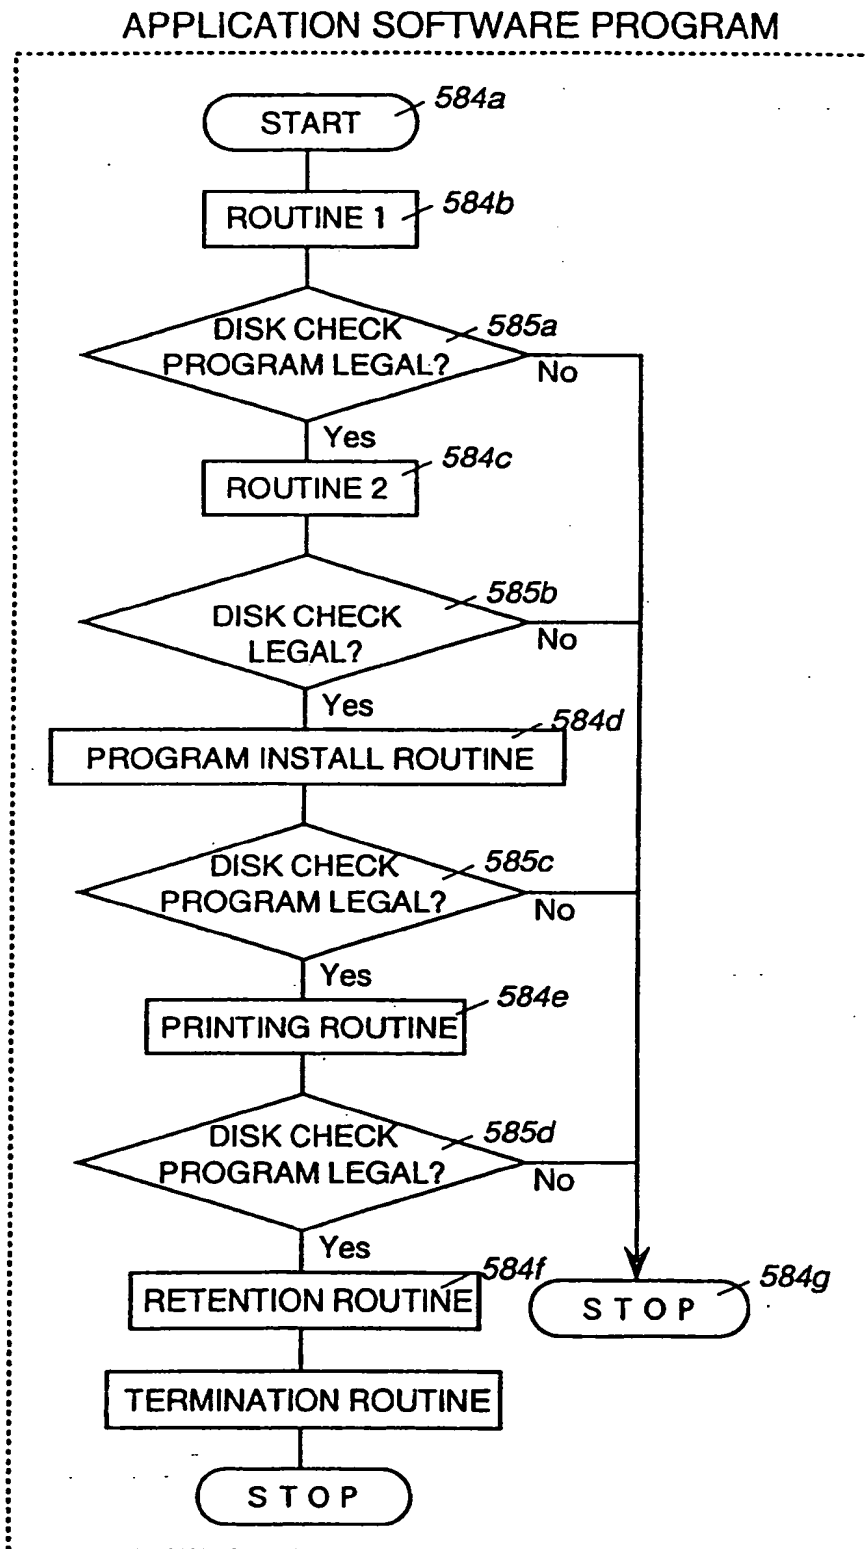 APPLICATION SOFTWARE PROGRAM
START
584a
ROUTINE 1
584b
DISK CHECK
PROGRAM LEGAL?
585a
No
Yes
584c
ROUTINE 2
585b
DISK CHECK
LEGAL?
No
Yes
584d
PROGRAM INSTALL ROUTINE
DISK CHECK
PROGRAM LEGAL?
585c
No
Yes
584e
PRINTING ROUTINE
DISK CHECK
PROGRAM LEGAL?
585d
No
Yes
584f
RETENTION ROUTINE
584g
STOP
TERMINATION ROUTINE
STOP